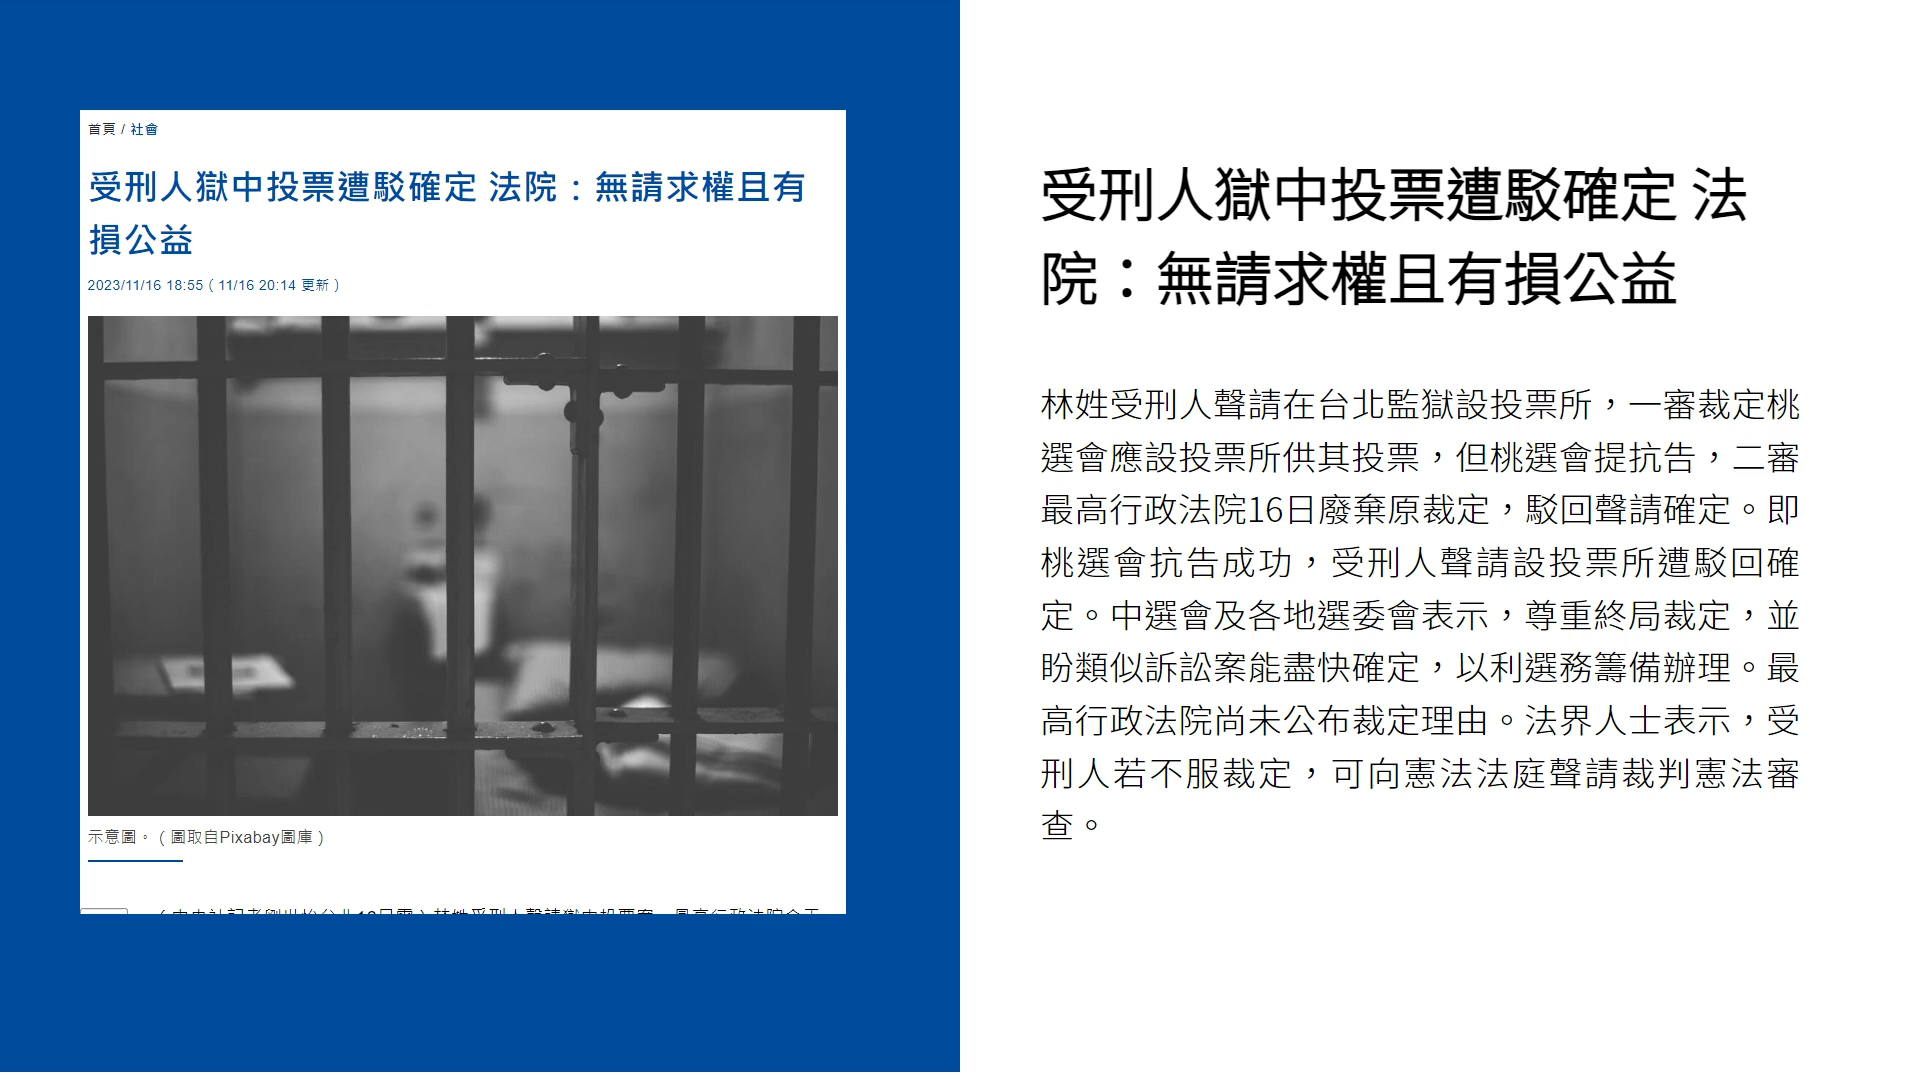 首頁 / 社會
受刑人獄中投票遭駁確定 法院：無請求權且有
損公益
2023/11/16 18:55（11/16 20:14 更新）
示意圖。（圖取自Pixabay圖庫）
受刑人獄中投票遭駁確定 法
院：無請求權且有損公益
林姓受刑人聲請在台北監獄設投票所，一審裁定桃
選會應設投票所供其投票，但桃選會提抗告，二審
最高行政法院16日廢棄原裁定，駁回聲請確定。即
桃選會抗告成功，受刑人聲請設投票所遭駁回確
定。中選會及各地選委會表示，尊重終局裁定，並
盼類似訴訟案能盡快確定，以利選務籌備辦理。最
高行政法院尚未公布裁定理由。法界人士表示，受
刑人若不服裁定，可向憲法法庭聲請裁判憲法審
查。